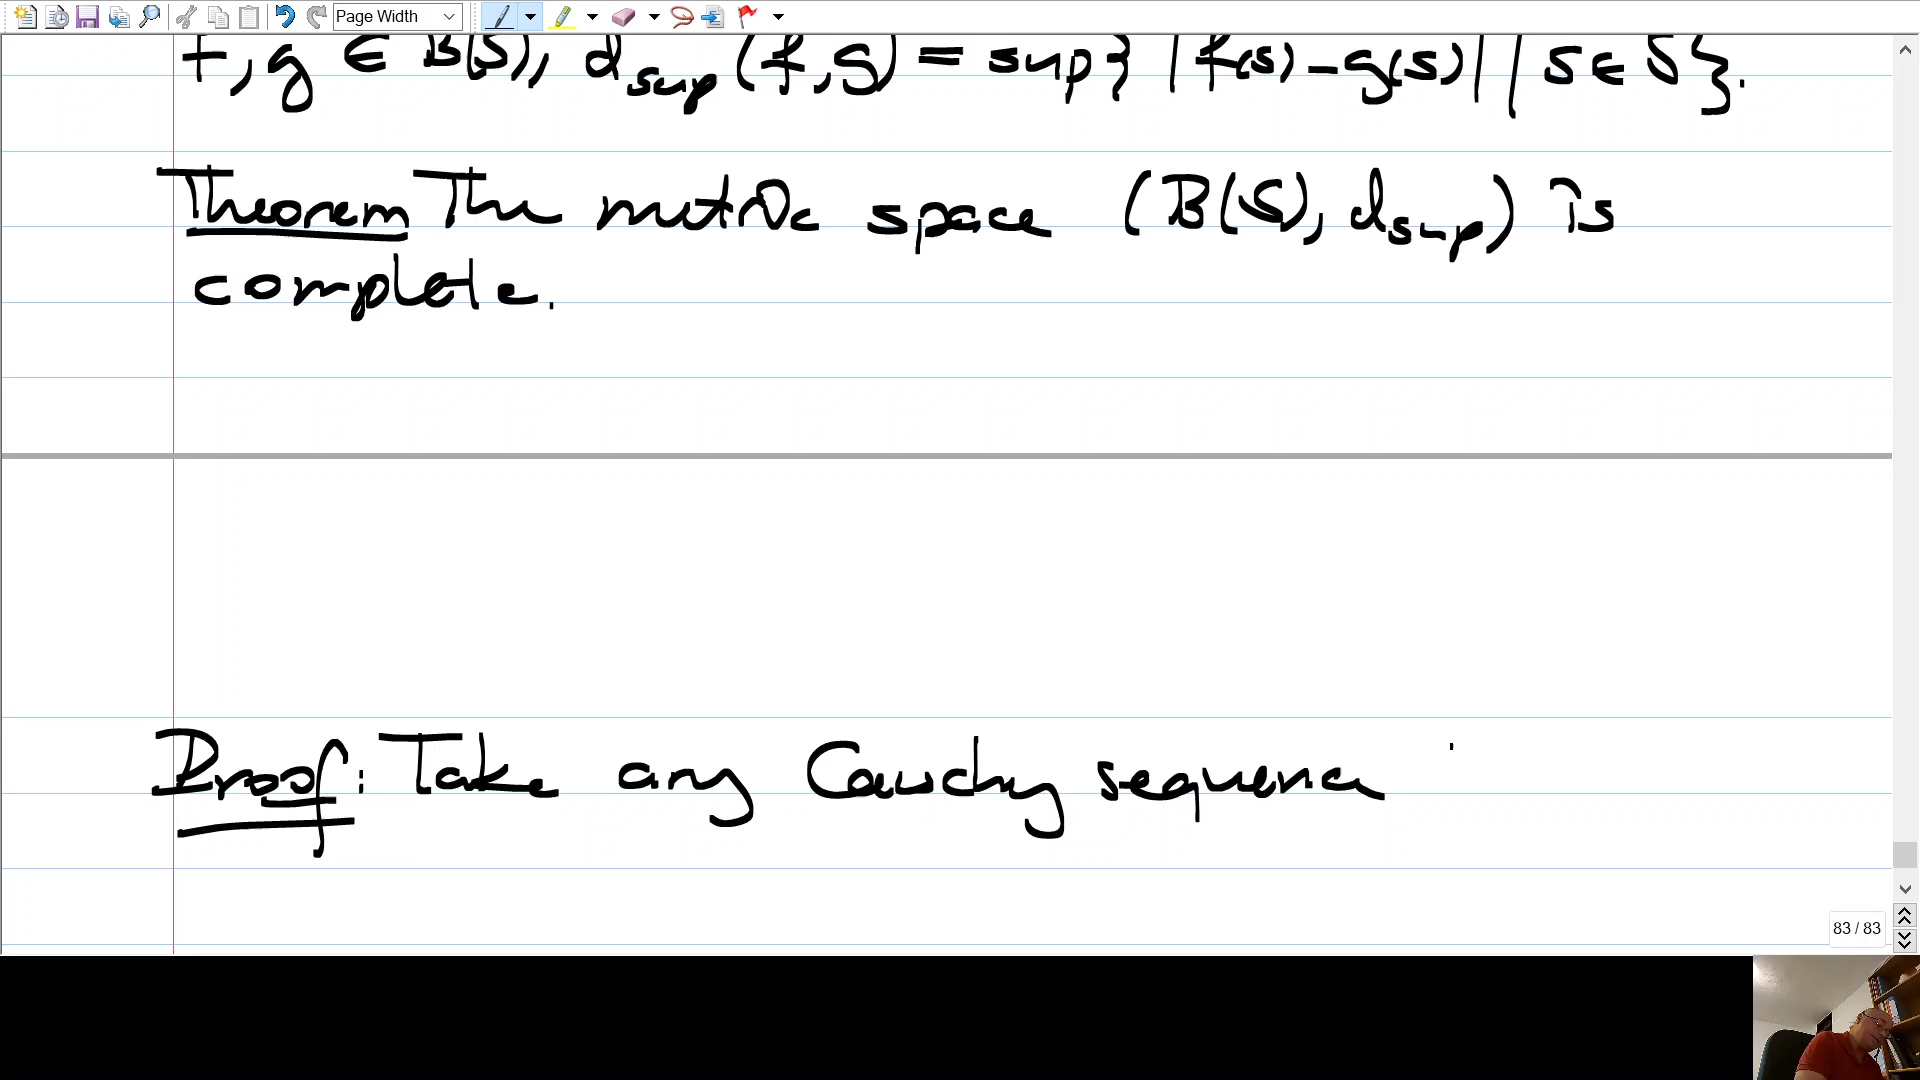 Page Width
f, g ∈ B(S), d_sup (f, g) = sup{ |f(s) - g(s)| | s ∈ S }.
Theorem The metric space (B(S), d_sup) is
complete.
Proof: Take any Cauchy sequence
83 / 83